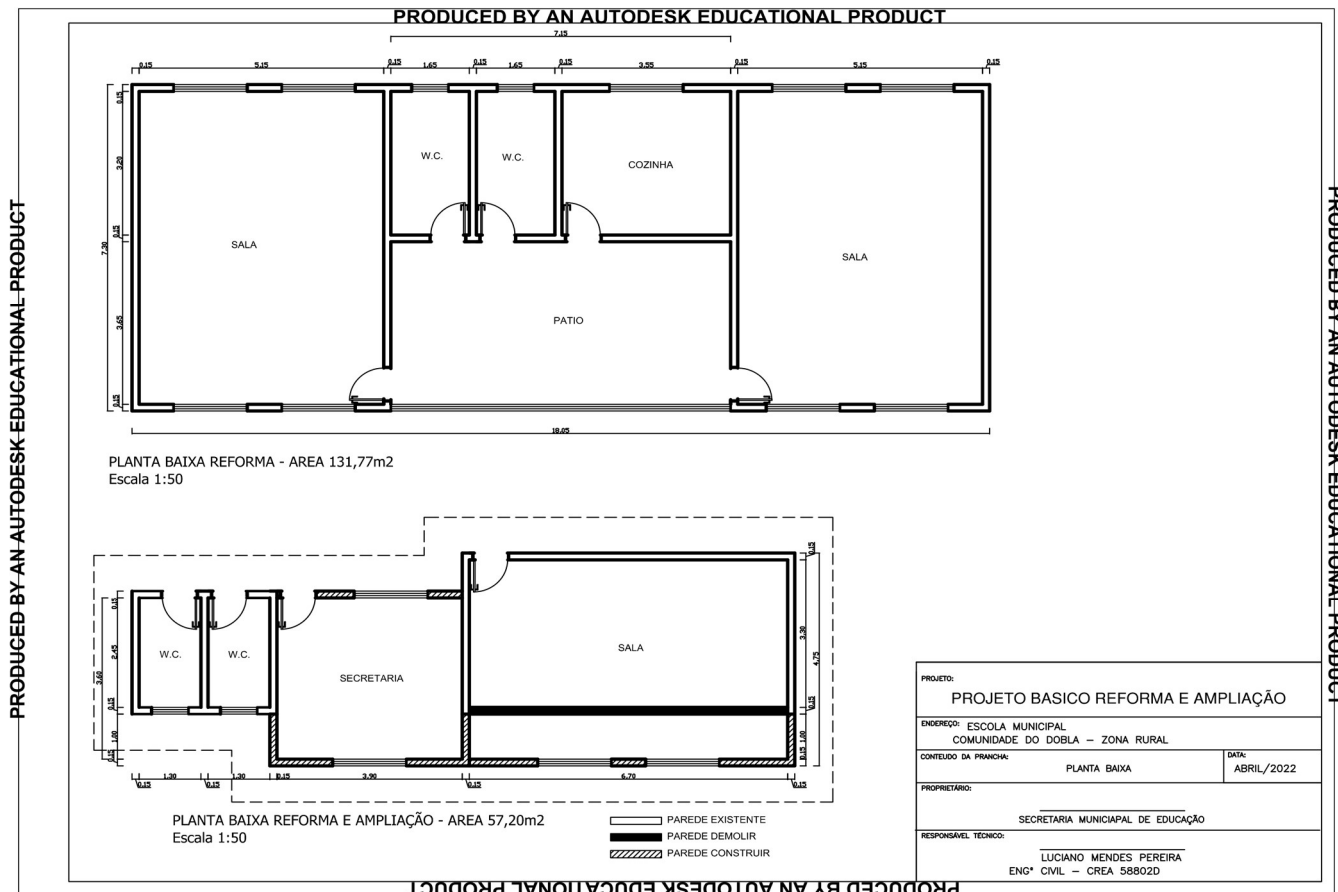 PRODUCED BY AN AUTODESK EDUCATIONAL PRODUCT
PRODUCED BY AN AUTODESK EDUCATIONAL PRODUCT
PRODUCED BY AN AUTODESK EDUCATIONAL PRODUCT
7.15
0.15 5.15 0.15 1.65 0.15 1.65 0.15 3.55 0.15 5.15 0.15
0.15
3.20
0.15
7.30
3.65
0.15
W.C.
W.C.
COZINHA
SALA
SALA
PATIO
18.05
PLANTA BAIXA REFORMA - AREA 131,77m2
Escala 1:50
0.15
0.15
2.45
3.60
0.15
1.00
0.15
W.C.
W.C.
SECRETARIA
SALA
3.30
4.75
0.15
1.00
0.15
1.30 1.30 0.15 3.90 6.70
0.15 0.15 0.15 0.15
PLANTA BAIXA REFORMA E AMPLIAÇÃO - AREA 57,20m2
Escala 1:50
PAREDE EXISTENTE
PAREDE DEMOLIR
PAREDE CONSTRUIR
PROJETO:
PROJETO BASICO REFORMA E AMPLIAÇÃO
ENDEREÇO: ESCOLA MUNICIPAL
COMUNIDADE DO DOBLA – ZONA RURAL
CONTEUDO DA PRANCHA:
PLANTA BAIXA
DATA:
ABRIL/2022
PROPRIETÁRIO:
SECRETARIA MUNICIAPAL DE EDUCAÇÃO
RESPONSÁVEL TÉCNICO:
LUCIANO MENDES PEREIRA
ENGº CIVIL – CREA 58802D
PRODUCED BY AN AUTODESK EDUCATIONAL PRODUCT